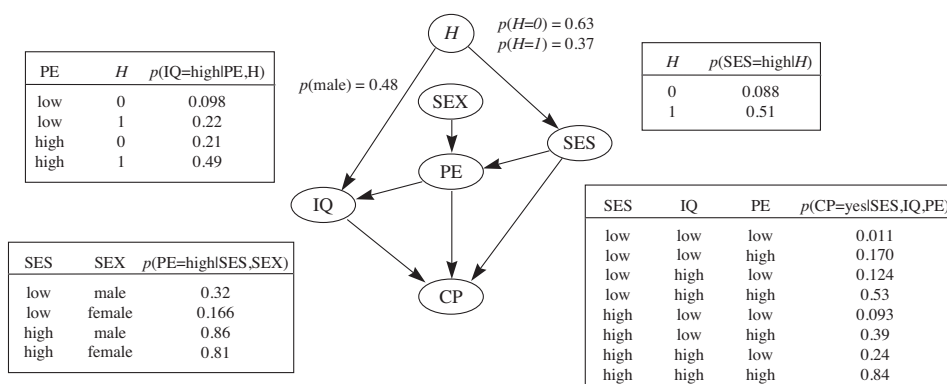 H
p(H=0) = 0.63
p(H=1) = 0.37
PE H p(IQ=high|PE,H)
low 0 0.098
low 1 0.22
high 0 0.21
high 1 0.49
p(male) = 0.48
H p(SES=high|H)
0 0.088
1 0.51
SEX
SES
PE
IQ
CP
SES SEX p(PE=high|SES,SEX)
low male 0.32
low female 0.166
high male 0.86
high female 0.81
SES IQ PE p(CP=yes|SES,IQ,PE)
low low low 0.011
low low high 0.170
low high low 0.124
low high high 0.53
high low low 0.093
high low high 0.39
high high low 0.24
high high high 0.84